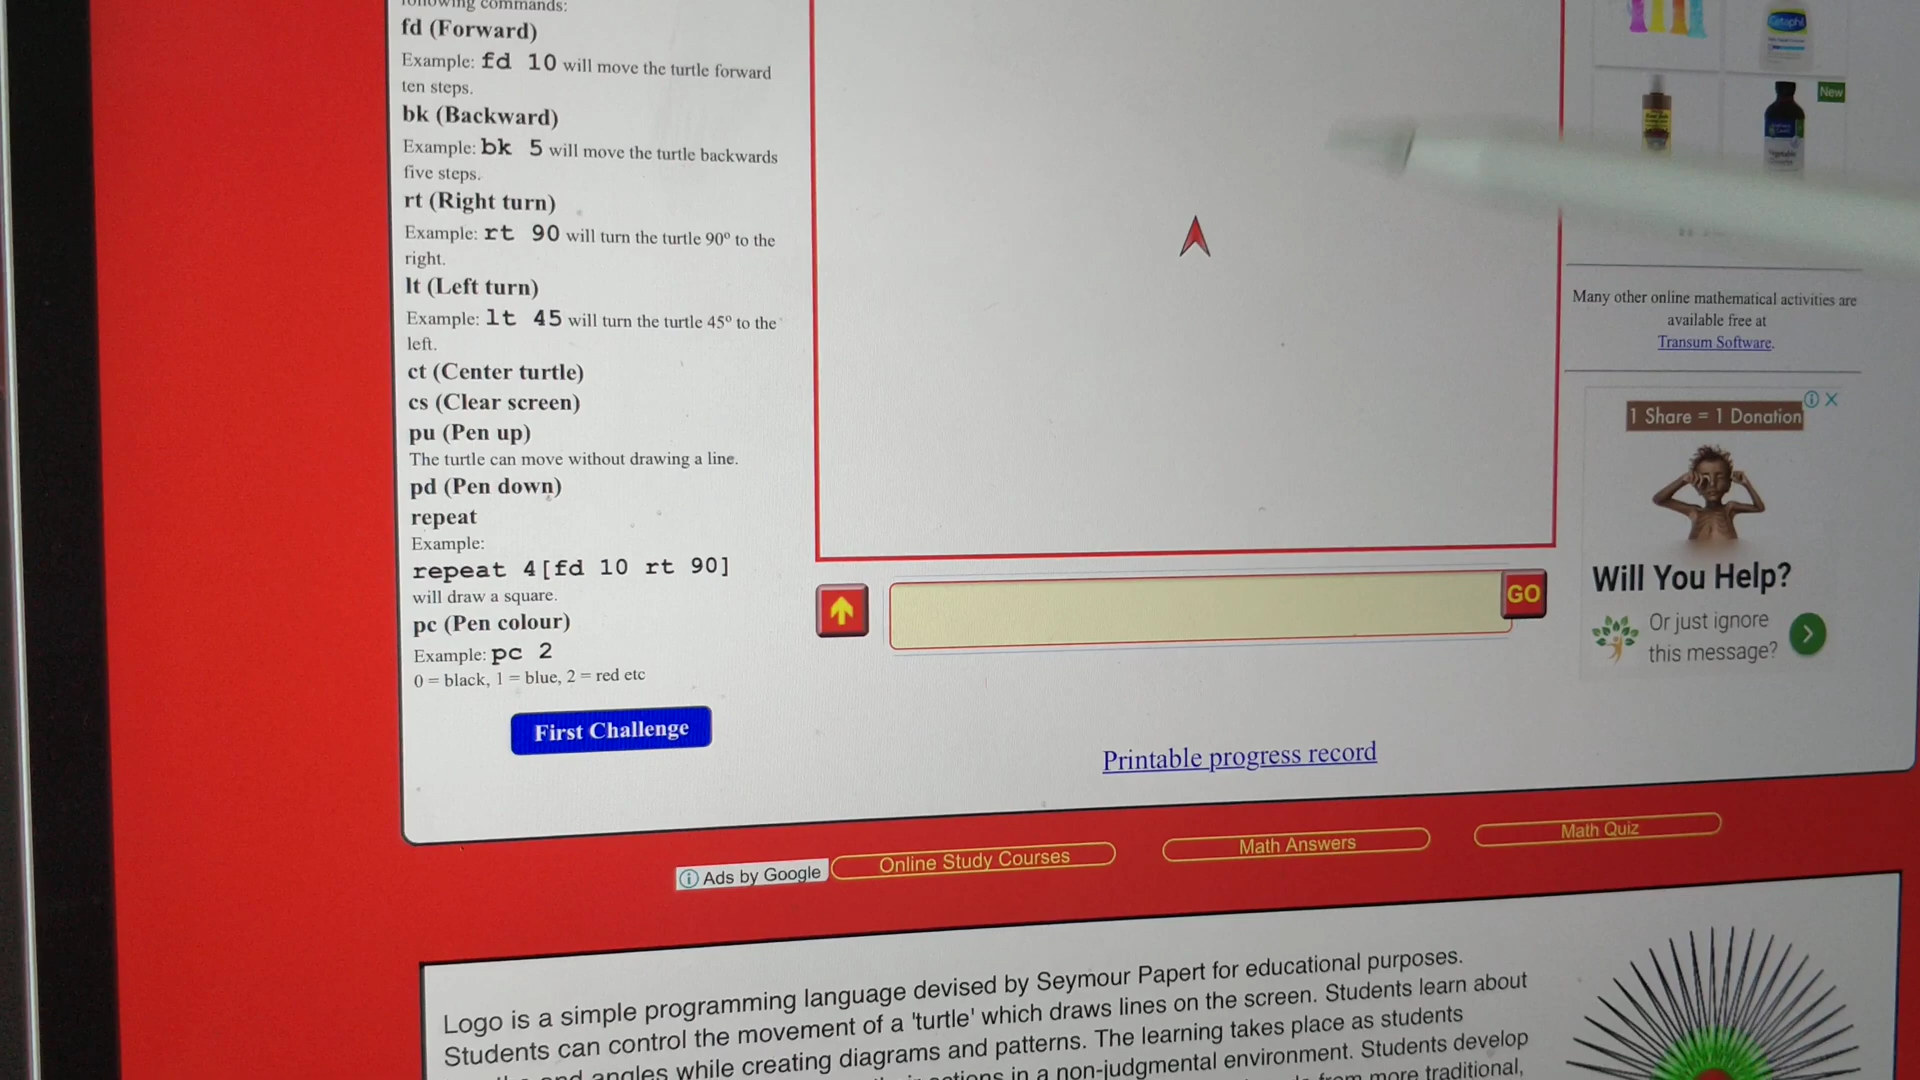 following commands:
fd (Forward)
Example: fd 10 will move the turtle forward
ten steps.
bk (Backward)
Example: bk 5 will move the turtle backwards
five steps.
rt (Right turn)
Example: rt 90 will turn the turtle 90º to the
right.
lt (Left turn)
Example: lt 45 will turn the turtle 45º to the
left.
ct (Center turtle)
cs (Clear screen)
pu (Pen up)
The turtle can move without drawing a line.
pd (Pen down)
repeat
Example:
repeat 4[fd 10 rt 90]
will draw a square.
pc (Pen colour)
Example: pc 2
0 = black, 1 = blue, 2 = red etc
First Challenge
GO
Printable progress record
Cetaphil
New
Many other online mathematical activities are
available free at
Transum Software.
1 Share = 1 Donation
Will You Help?
Or just ignore
this message?
Ads by Google
Online Study Courses
Math Answers
Math Quiz
Logo is a simple programming language devised by Seymour Papert for educational purposes.
Students can control the movement of a 'turtle' which draws lines on the screen. Students learn about
and angles while creating diagrams and patterns. The learning takes place as students
in a non-judgmental environment. Students develop
from more traditional,